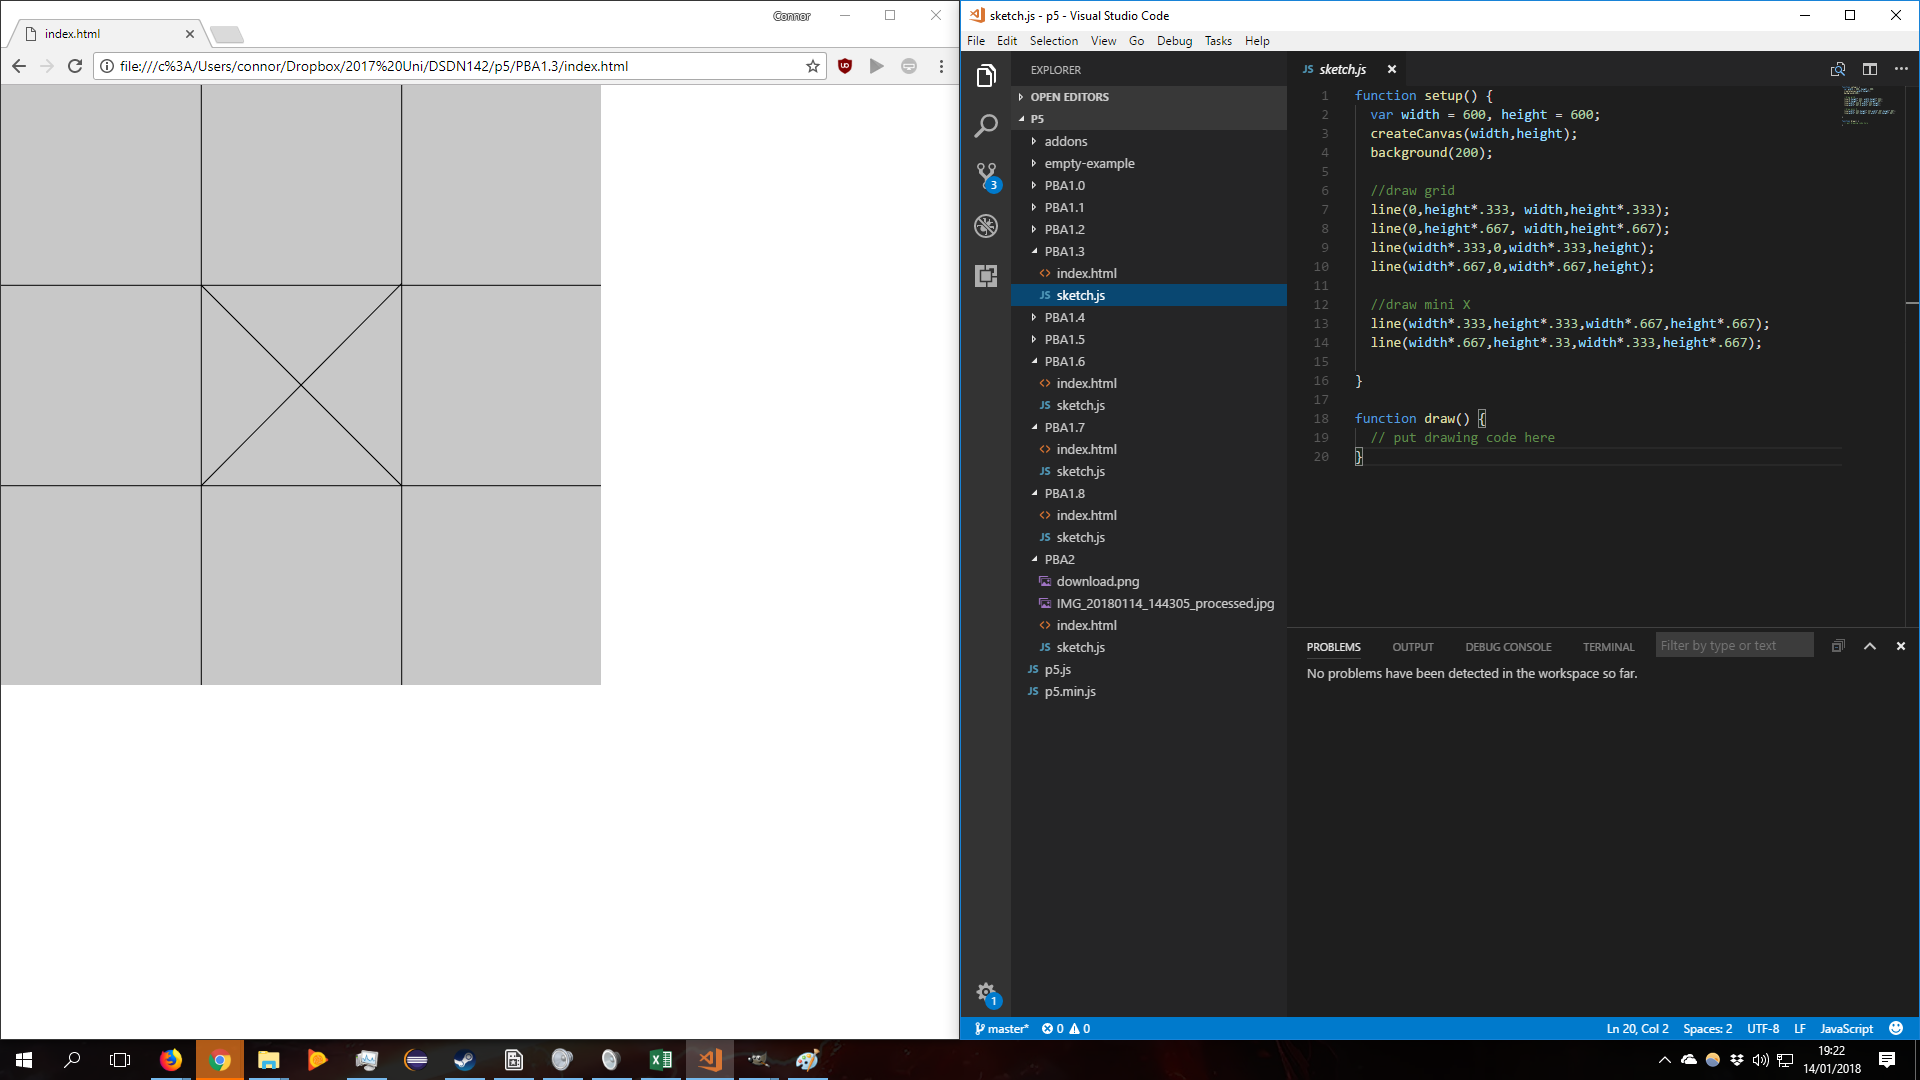 Connor
index.html
file:///c%3A/Users/connor/Dropbox/2017%20Uni/DSDN142/p5/PBA1.3/index.html
sketch.js - p5 - Visual Studio Code
File Edit Selection View Go Debug Tasks Help
EXPLORER
OPEN EDITORS
P5
addons
empty-example
PBA1.0
PBA1.1
PBA1.2
PBA1.3
index.html
JS sketch.js
PBA1.4
PBA1.5
PBA1.6
index.html
JS sketch.js
PBA1.7
index.html
JS sketch.js
PBA1.8
index.html
JS sketch.js
PBA2
download.png
IMG_20180114_144305_processed.jpg
index.html
JS sketch.js
JS p5.js
JS p5.min.js
3
1
JS sketch.js
1 function setup() {
2 var width = 600, height = 600;
3 createCanvas(width,height);
4 background(200);
5
6 //draw grid
7 line(0,height*.333, width,height*.333);
8 line(0,height*.667, width,height*.667);
9 line(width*.333,0,width*.333,height);
10 line(width*.667,0,width*.667,height);
11
12 //draw mini X
13 line(width*.333,height*.333,width*.667,height*.667);
14 line(width*.667,height*.33,width*.333,height*.667);
15
16 }
17
18 function draw() {
19 // put drawing code here
20 }
PROBLEMS OUTPUT DEBUG CONSOLE TERMINAL Filter by type or text
No problems have been detected in the workspace so far.
master* 0 0 Ln 20, Col 2 Spaces: 2 UTF-8 LF JavaScript
19:22
14/01/2018